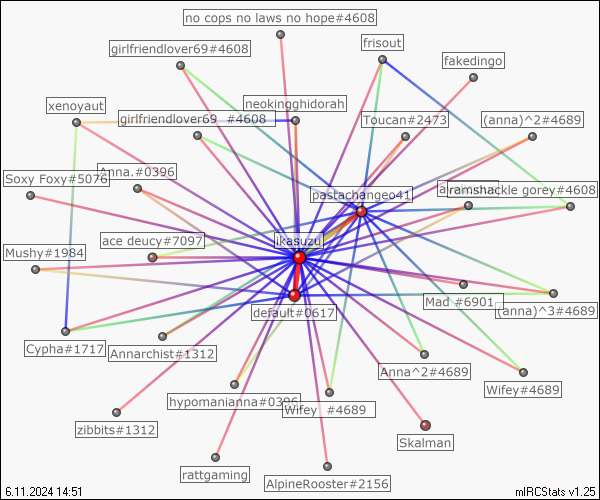 no cops no laws no hope#4608
frisout
girlfriendlover69#4608
fakedingo
xenoyaut
neokingghidorah
girlfriendlover69 #4608
Toucan#2473
(anna)^2#4689
Anna.#0396
Soxy Foxy#5076
pastachangeo41
ramshackle gorey#4608
ace deucy#7097
ikasuzu
Mushy#1984
Mad #6901
default#0617
(anna)^3#4689
Cypha#1717
Annarchist#1312
Anna^2#4689
Wifey#4689
hypomanianna#0396
Wifey #4689
zibbits#1312
Skalman
rattgaming
AlpineRooster#2156
6.11.2024 14:51
mIRCStats v1.25